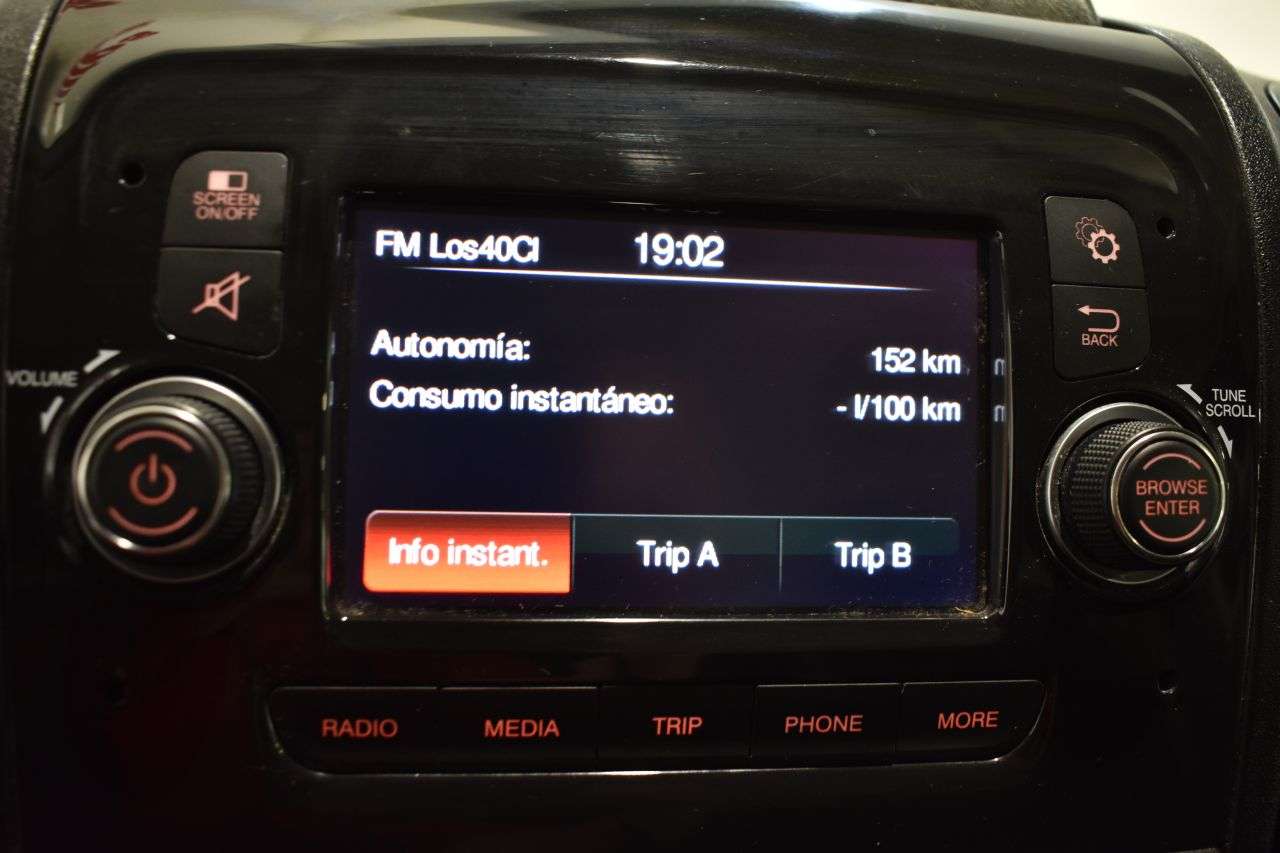 SCREEN
ON/OFF
VOLUME
FM Los40Cl 19:02
Autonomía: 152 km
Consumo instantáneo: - l/100 km
Info instant. Trip A Trip B
BACK
TUNE
SCROLL
BROWSE
ENTER
RADIO MEDIA TRIP PHONE MORE